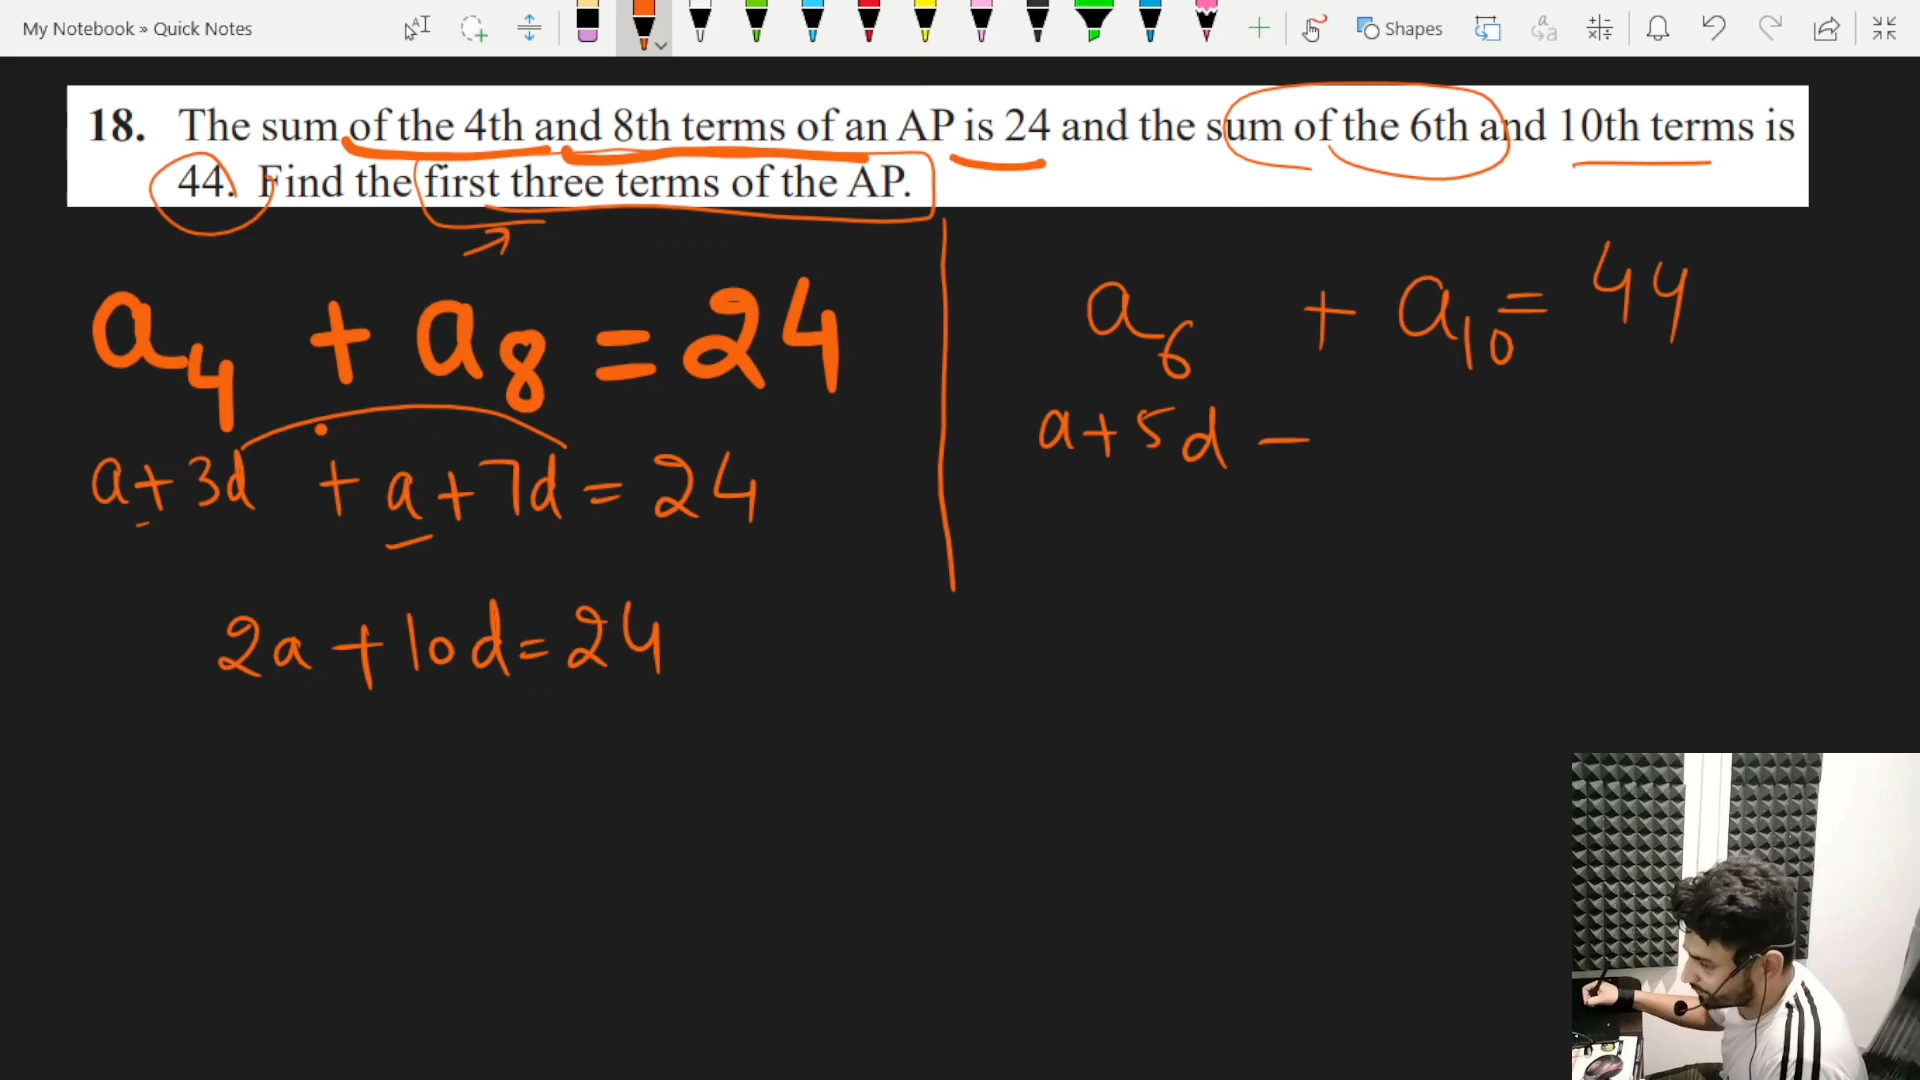 My Notebook » Quick Notes
Shapes
18. The sum of the 4th and 8th terms of an AP is 24 and the sum of the 6th and 10th terms is
44. Find the first three terms of the AP.
a₄ + a₈ = 24
a+3d + a+7d = 24
2a + 10d = 24
a₆ + a₁₀ = 44
a+5d –